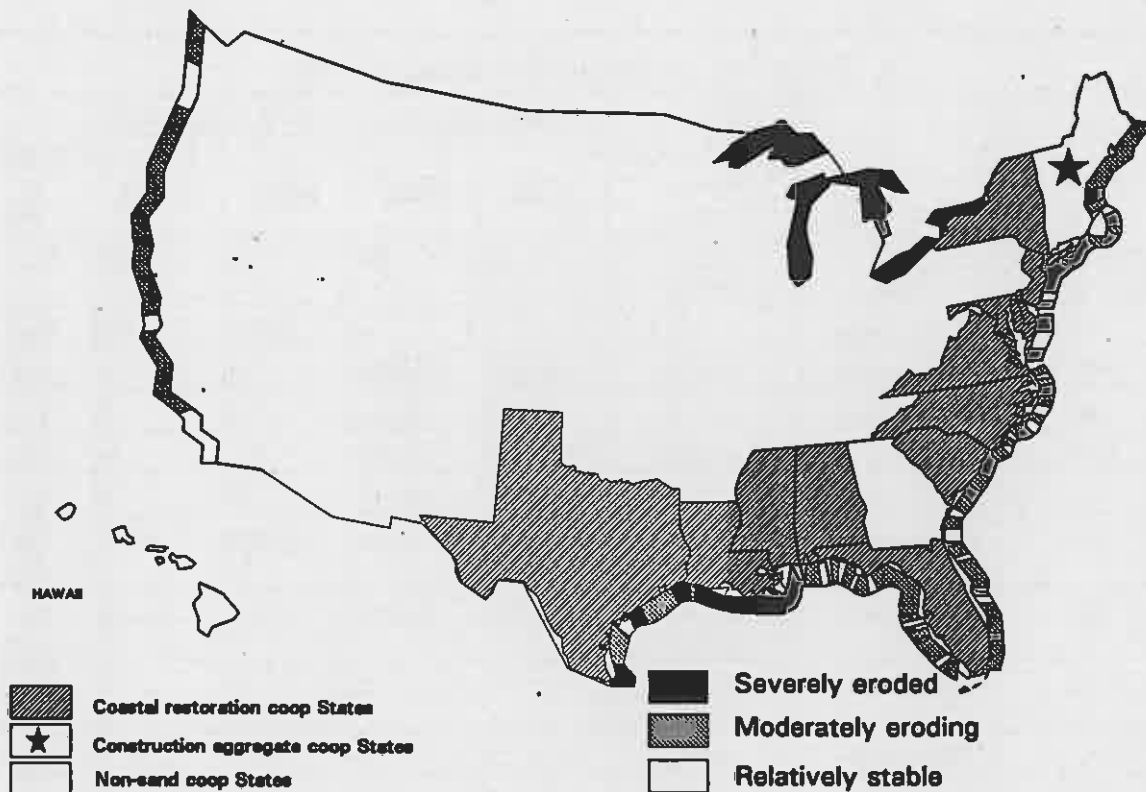 HAWAII
Coastal restoration coop States
Construction aggregate coop States
Non-sand coop States
Severely eroded
Moderately eroding
Relatively stable